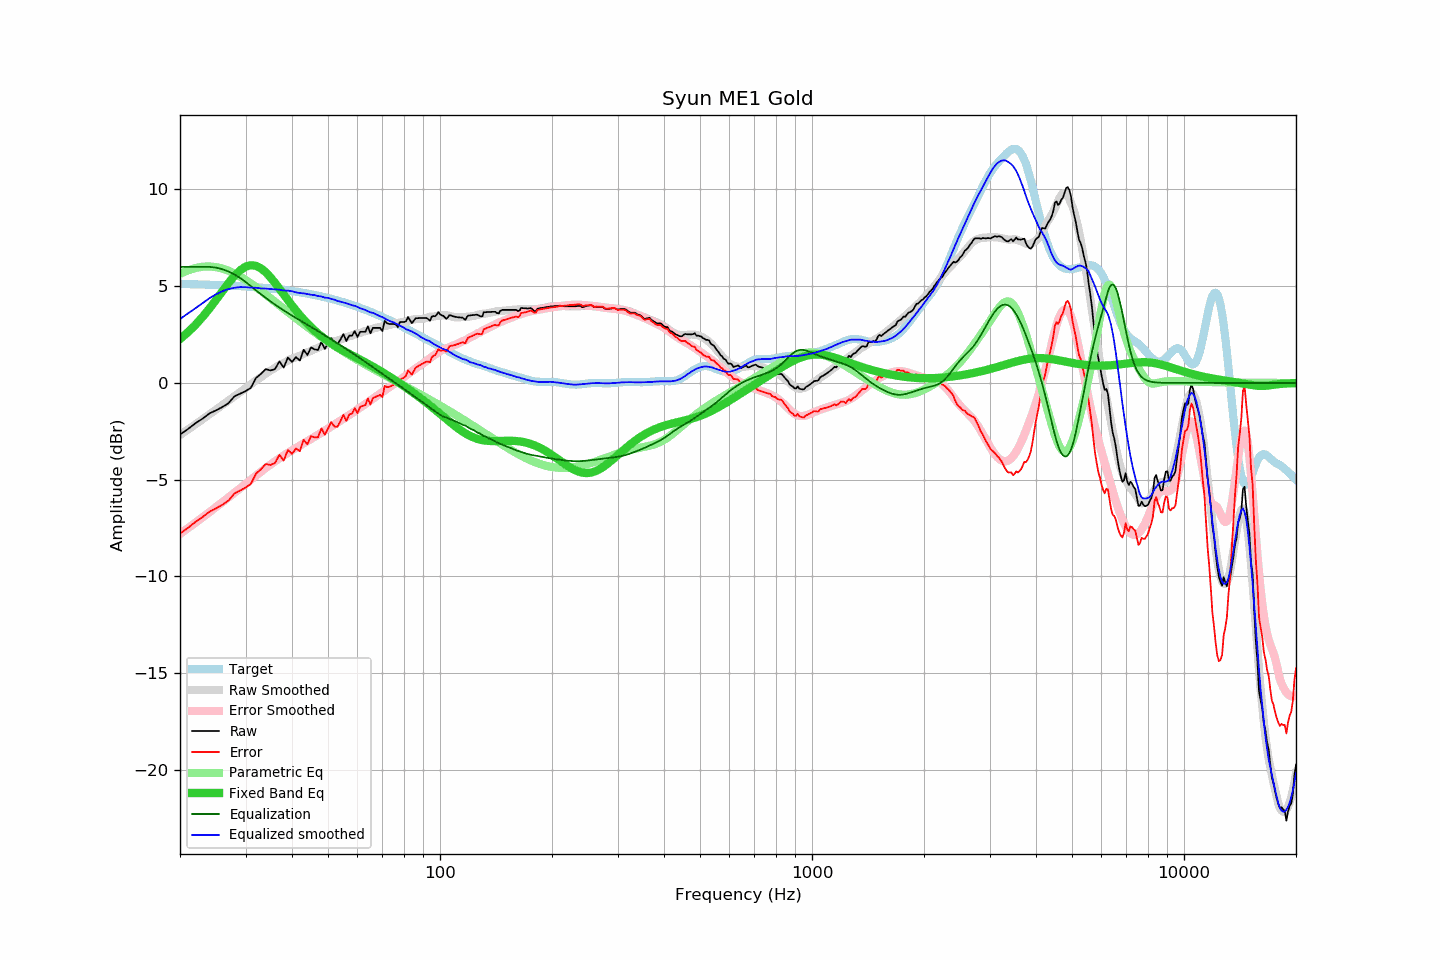 Syun ME1 Gold
Amplitude (dBr)
10
5
0
−5
−10
−15
−20
Target
Raw Smoothed
Error Smoothed
Raw
Error
Parametric Eq
Fixed Band Eq
Equalization
Equalized smoothed
100 1000 10000
Frequency (Hz)